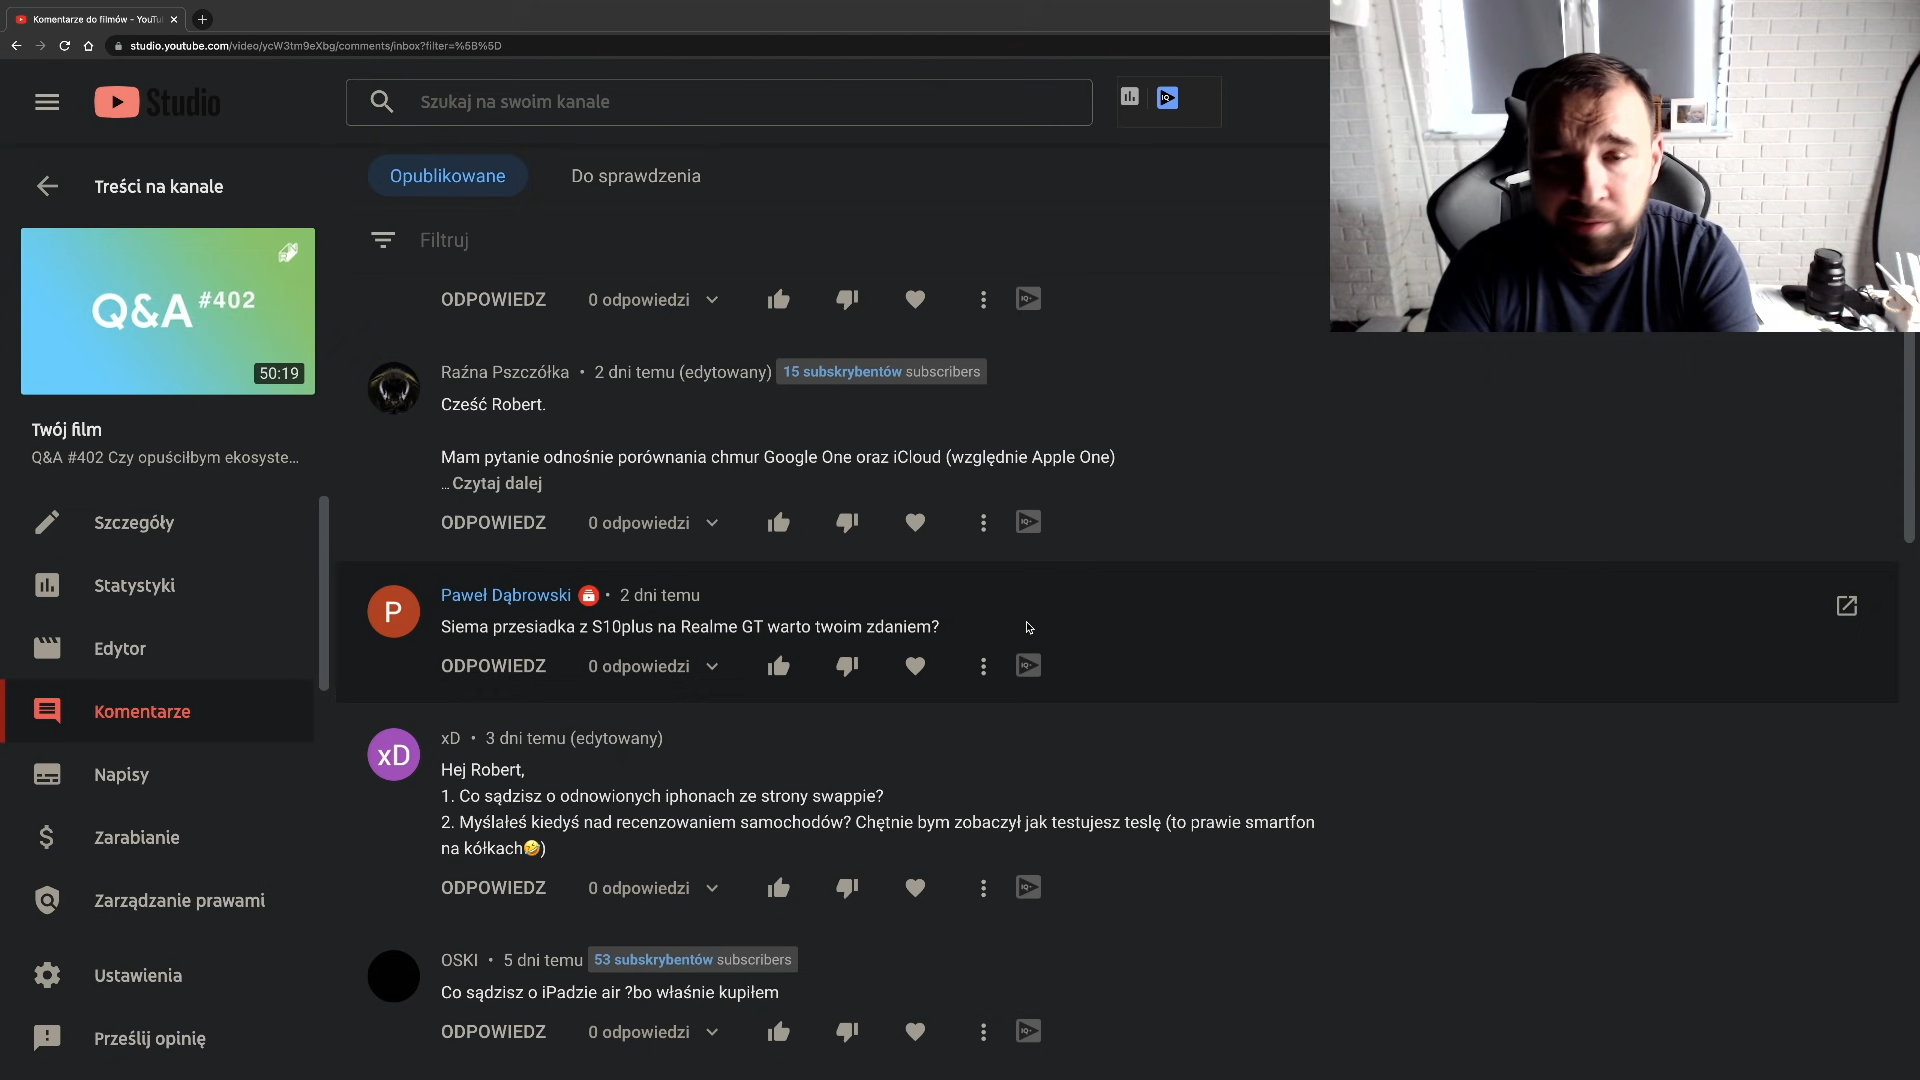 Komentarze do filmów - YouTu
studio.youtube.com/video/ycW3tm9eXbg/comments/inbox?filter=%5B%5D
Studio
Szukaj na swoim kanale
Treści na kanale
Q&A #402
50:19
Twój film
Q&A #402 Czy opuściłbym ekosyste...
Szczegóły
Statystyki
Edytor
Komentarze
Napisy
Zarabianie
Zarządzanie prawami
Ustawienia
Prześlij opinię
Opublikowane
Do sprawdzenia
Filtruj
ODPOWIEDZ 0 odpowiedzi
Raźna Pszczółka • 2 dni temu (edytowany) 15 subskrybentów subscribers
Cześć Robert.
Mam pytanie odnośnie porównania chmur Google One oraz iCloud (względnie Apple One)
... Czytaj dalej
ODPOWIEDZ 0 odpowiedzi
P
Paweł Dąbrowski • 2 dni temu
Siema przesiadka z S10plus na Realme GT warto twoim zdaniem?
ODPOWIEDZ 0 odpowiedzi
xD
xD • 3 dni temu (edytowany)
Hej Robert,
1. Co sądzisz o odnowionych iphonach ze strony swappie?
2. Myślałeś kiedyś nad recenzowaniem samochodów? Chętnie bym zobaczył jak testujesz teslę (to prawie smartfon
na kółkach🤣)
ODPOWIEDZ 0 odpowiedzi
OSKI • 5 dni temu 53 subskrybentów subscribers
Co sądzisz o iPadzie air ?bo właśnie kupiłem
ODPOWIEDZ 0 odpowiedzi